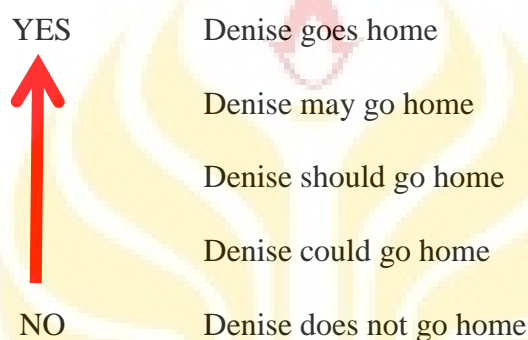 YES Denise goes home
Denise may go home
Denise should go home
Denise could go home
NO Denise does not go home